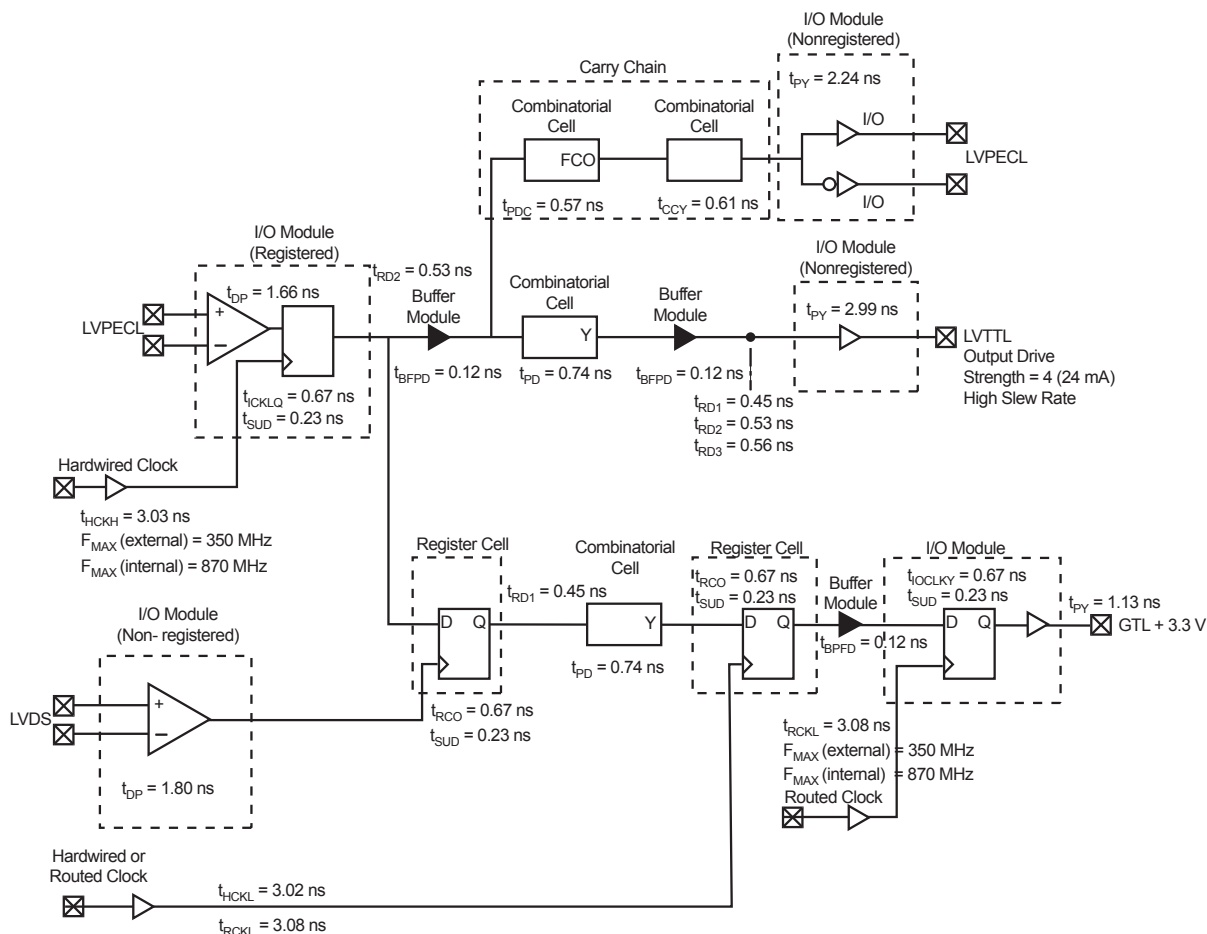 I/O Module
(Nonregistered)
Carry Chain
tPY = 2.24 ns
Combinatorial
Cell
Combinatorial
Cell
I/O
FCO
LVPECL
I/O
tPDC = 0.57 ns
tCCY = 0.61 ns
I/O Module
(Registered)
I/O Module
(Nonregistered)
tRD2 = 0.53 ns
tDP = 1.66 ns
Buffer
Module
Combinatorial
Cell
Buffer
Module
tPY = 2.99 ns
LVPECL
+
−
Y
LVTTL
Output Drive
Strength = 4 (24 mA)
High Slew Rate
tBFPD = 0.12 ns
tPD = 0.74 ns
tBFPD = 0.12 ns
tICKLQ = 0.67 ns
tSUD = 0.23 ns
tRD1 = 0.45 ns
tRD2 = 0.53 ns
tRD3 = 0.56 ns
Hardwired Clock
tHCKH = 3.03 ns
FMAX (external) = 350 MHz
FMAX (internal) = 870 MHz
Register Cell
Combinatorial
Cell
Register Cell
I/O Module
tRD1 = 0.45 ns
tRCO = 0.67 ns
tSUD = 0.23 ns
Buffer
Module
tIOCLKY = 0.67 ns
tSUD = 0.23 ns
tPY = 1.13 ns
GTL + 3.3 V
I/O Module
(Non- registered)
D Q
Y
D Q
D Q
tBPFD = 0.12 ns
tPD = 0.74 ns
LVDS
+
−
tRCO = 0.67 ns
tSUD = 0.23 ns
tRCKL = 3.08 ns
FMAX (external) = 350 MHz
FMAX (internal) = 870 MHz
Routed Clock
tDP = 1.80 ns
Hardwired or
Routed Clock
tHCKL = 3.02 ns
tRCKL = 3.08 ns